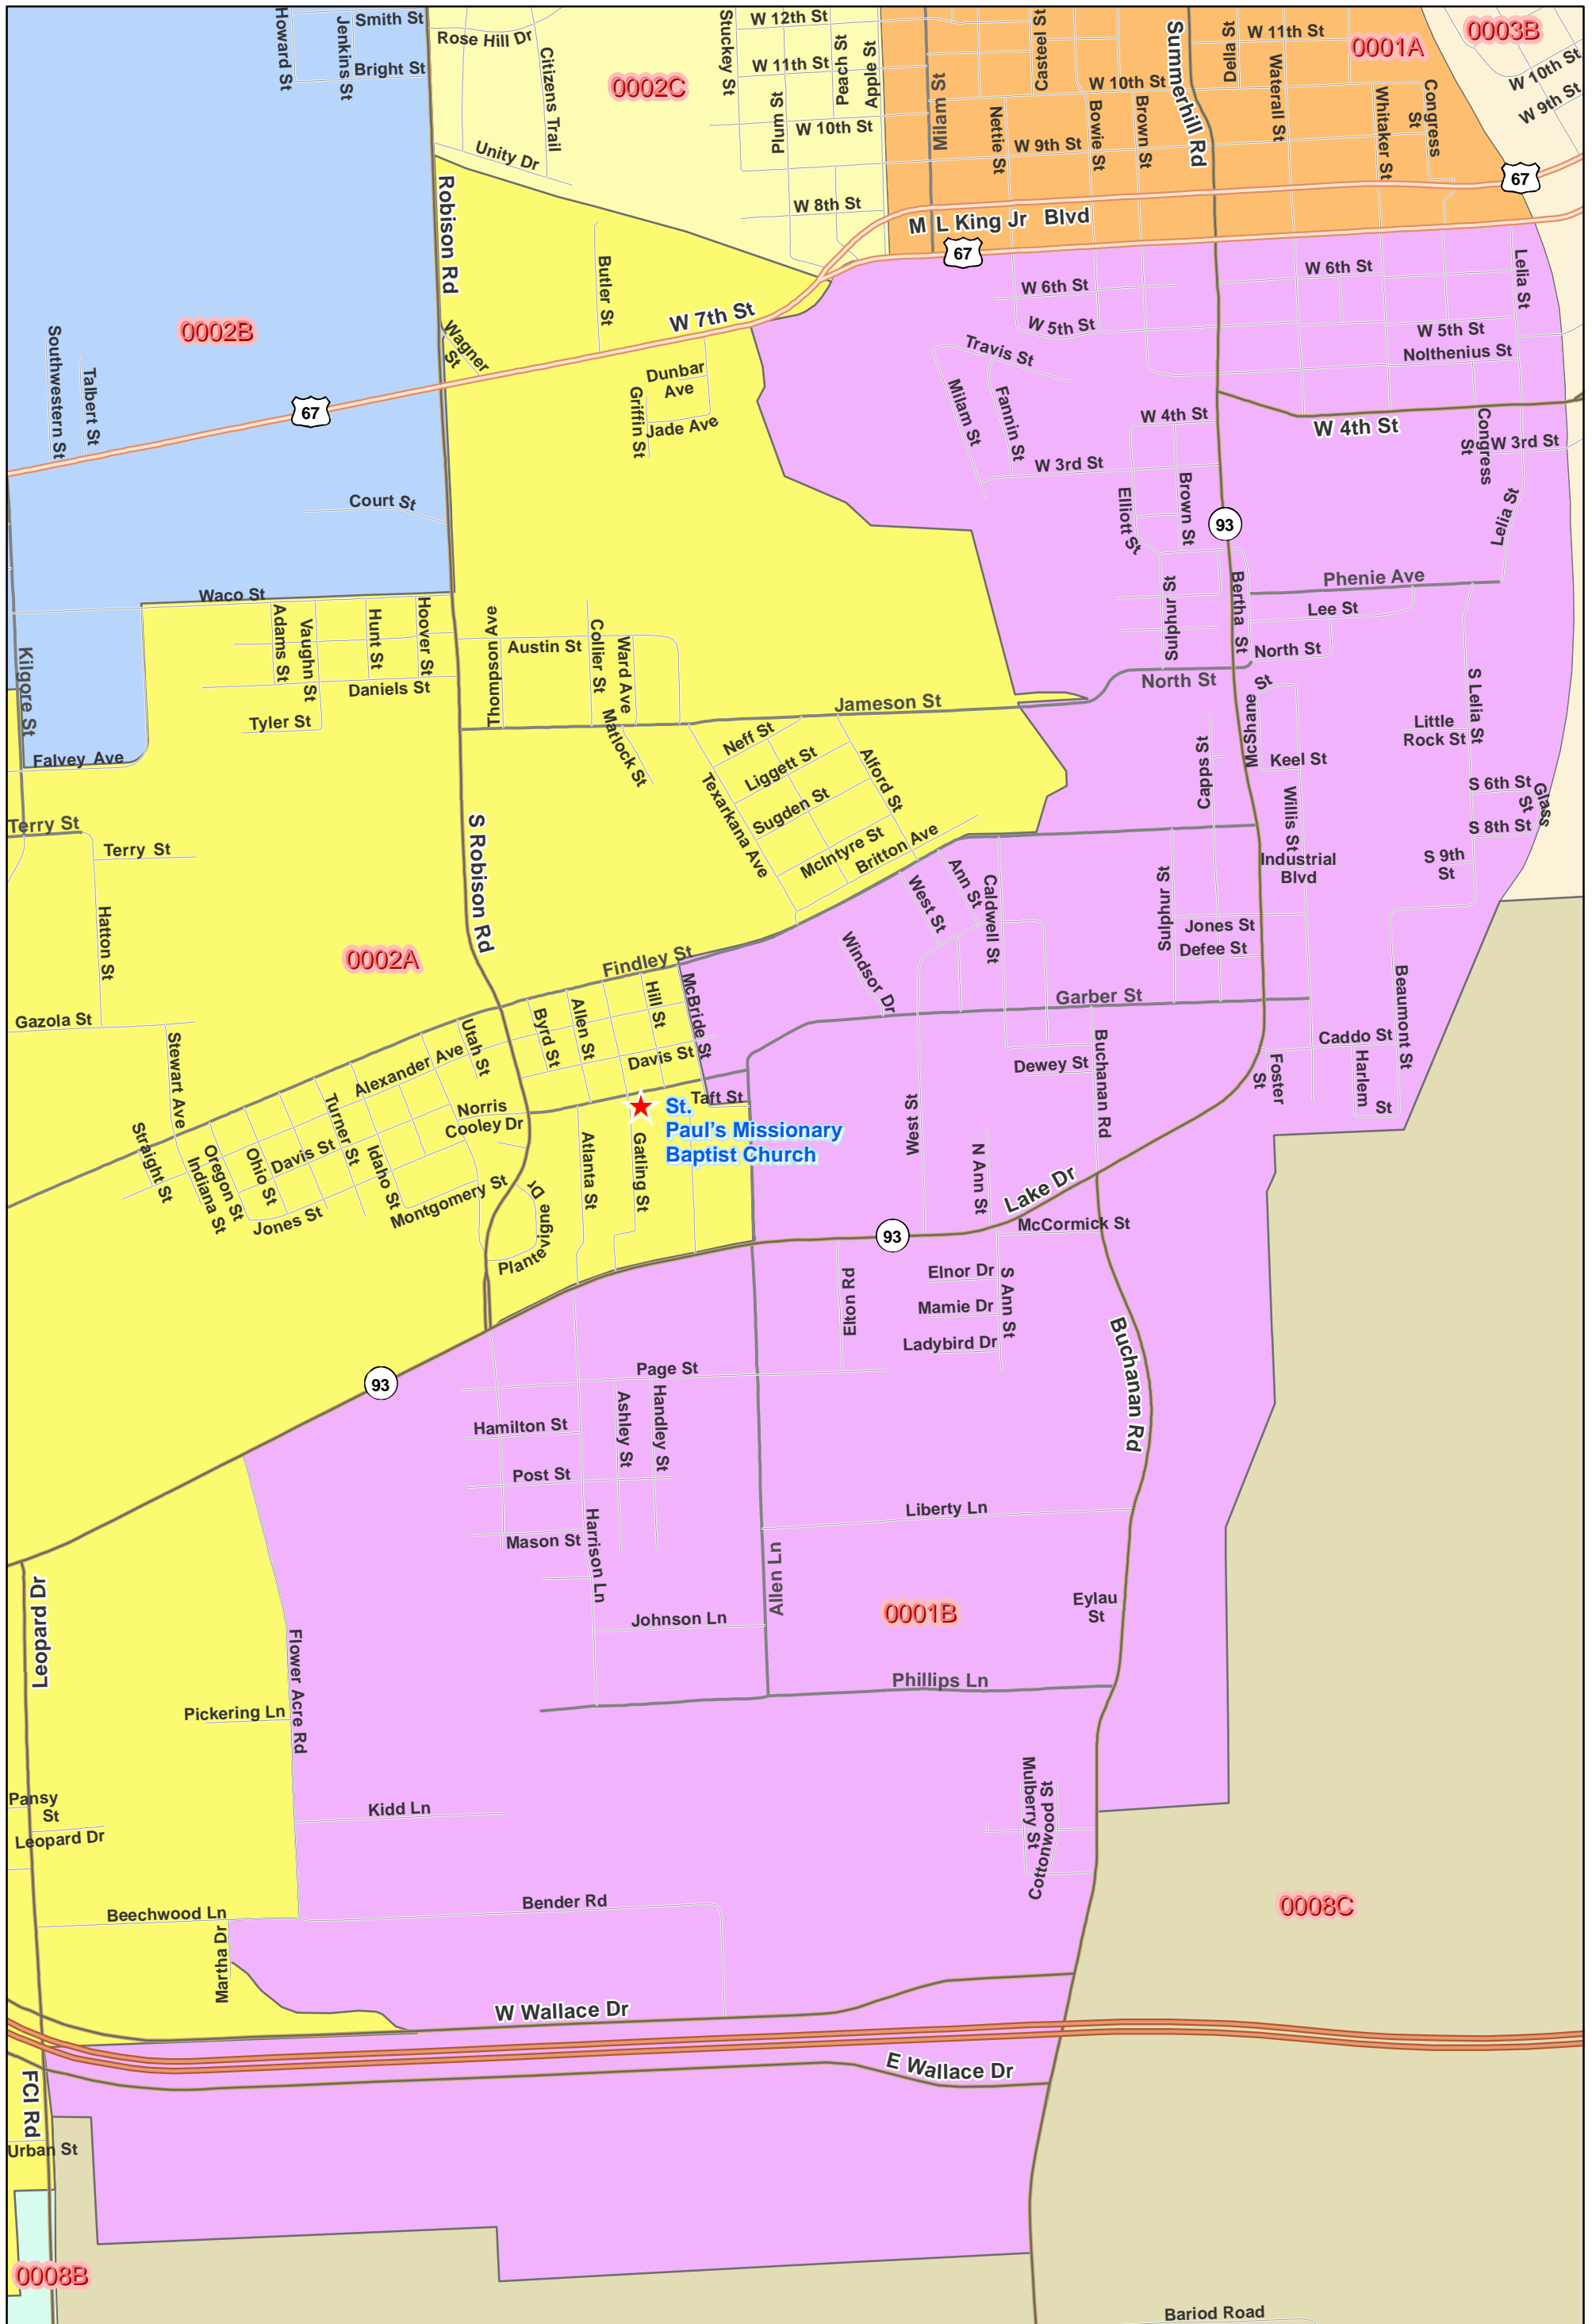 Howard St
Jenkins St
Smith St
Bright St
Rose Hill Dr
Citizens Trail
Unity Dr
0002C
Stuckey St
W 12th St
W 11th St
Plum St
Peach St
Apple St
W 10th St
W 8th St
Milam St
Casteel St
Nettie St
W 10th St
W 9th St
Bowie St
Brown St
Summerhill Rd
Della St
W 11th St
Waterall St
0001A
Whitaker St
Congress
St
0003B
W 10th St
W 9th St
67
M L King Jr Blvd
67
Robison Rd
0002B
Southwestern St
Talbert St
67
Wagner
St
Butler St
W 7th St
Dunbar
Ave
Griffin St
Jade Ave
Court St
W 6th St
W 5th St
Travis St
Milam St
Fannin St
W 6th St
Lelia St
W 5th St
Nolthenius St
W 4th St
W 4th St
W 3rd St
Congress
St
W 3rd St
Elliott St
Brown St
93
Lelia St
Waco St
Adams St
Vaughn St
Hunt St
Hoover St
Daniels St
Tyler St
Kilgore St
Falvey Ave
Thompson Ave
Austin St
Collier St
Ward Ave
Matlock St
Jameson St
Sulphur St
Bertha St
Phenie Ave
Lee St
North St
North St
McShane
St
Capps St
Keel St
Willis St
Little
Rock St
S Lelia St
S 6th St
Glass
St
S 8th St
S 9th
St
Neff St
Liggett St
Sugden St
Alford St
Texarkana Ave
McIntyre St
Britton Ave
Terry St
Terry St
Hatton St
S Robison Rd
0002A
Gazola St
Stewart Ave
Findley St
West St
Ann St
Caldwell St
Windsor Dr
Sulphur St
Industrial
Blvd
Jones St
Defee St
Garber St
Beaumont St
Caddo St
Foster
St
Harlem
St
Dewey St
Buchanan Rd
Utah St
Byrd St
Allen St
Hill St
McBride St
Davis St
Alexander Ave
Turner St
Norris
Cooley Dr
Taft St
St.
Paul's Missionary
Baptist Church
Straight St
Indiana St
Oregon St
Ohio St
Davis St
Idaho St
Jones St
Montgomery St
Plante
vigne Dr
Atlanta St
Gatling St
West St
N Ann St
Lake Dr
93
McCormick St
Elton Rd
Elnor Dr
Mamie Dr
Ladybird Dr
S Ann St
Buchanan Rd
93
Page St
Hamilton St
Ashley St
Handley St
Post St
Mason St
Harrison Ln
Allen Ln
Liberty Ln
0001B
Eylau
St
Johnson Ln
Phillips Ln
Leopard Dr
Flower Acre Rd
Pickering Ln
Pansy
St
Leopard Dr
Kidd Ln
Mulberry St
Cottonwood St
Beechwood Ln
Martha Dr
Bender Rd
0008C
W Wallace Dr
E Wallace Dr
FCI Rd
Urban St
0008B
Bariod Road